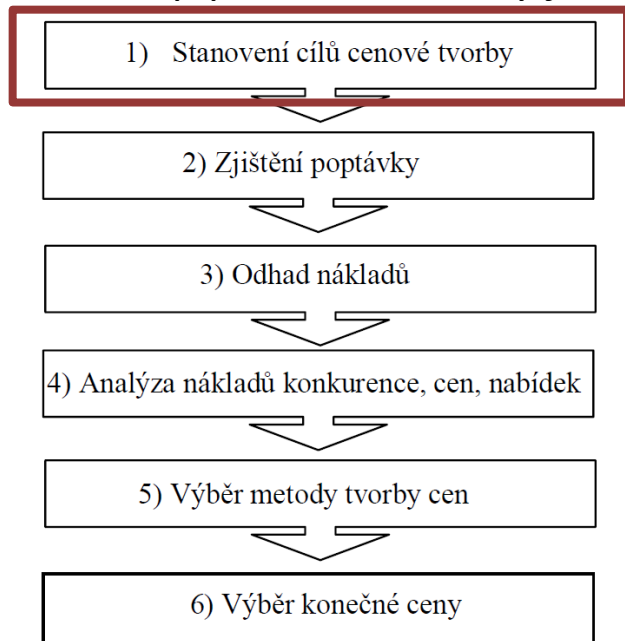 1) Stanovení cílů cenové tvorby
2) Zjištění poptávky
3) Odhad nákladů
4) Analýza nákladů konkurence, cen, nabídek
5) Výběr metody tvorby cen
6) Výběr konečné ceny